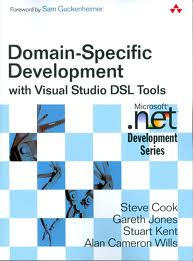 Foreword by Sam Guckenheimer
Domain-Specific
Development
with Visual Studio DSL Tools
Microsoft
.net
Development
Series
Steve Cook
Gareth Jones
Stuart Kent
Alan Cameron Wills